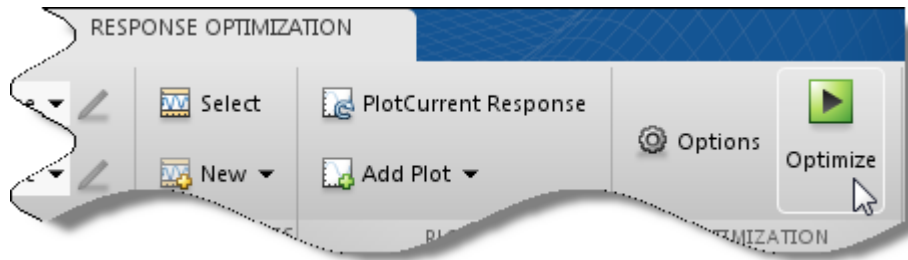 RESPONSE OPTIMIZATION
Select
PlotCurrent Response
Options
Optimize
New
Add Plot